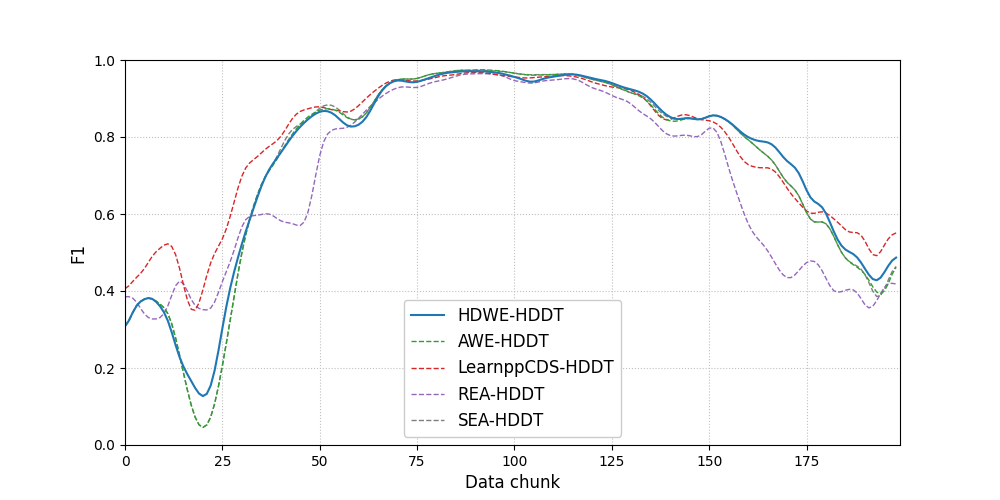 1.0
0.8
0.6
0.4
0.2
0.0
F1
0 25 50 75 100 125 150 175
Data chunk
HDWE-HDDT
AWE-HDDT
LearnppCDS-HDDT
REA-HDDT
SEA-HDDT